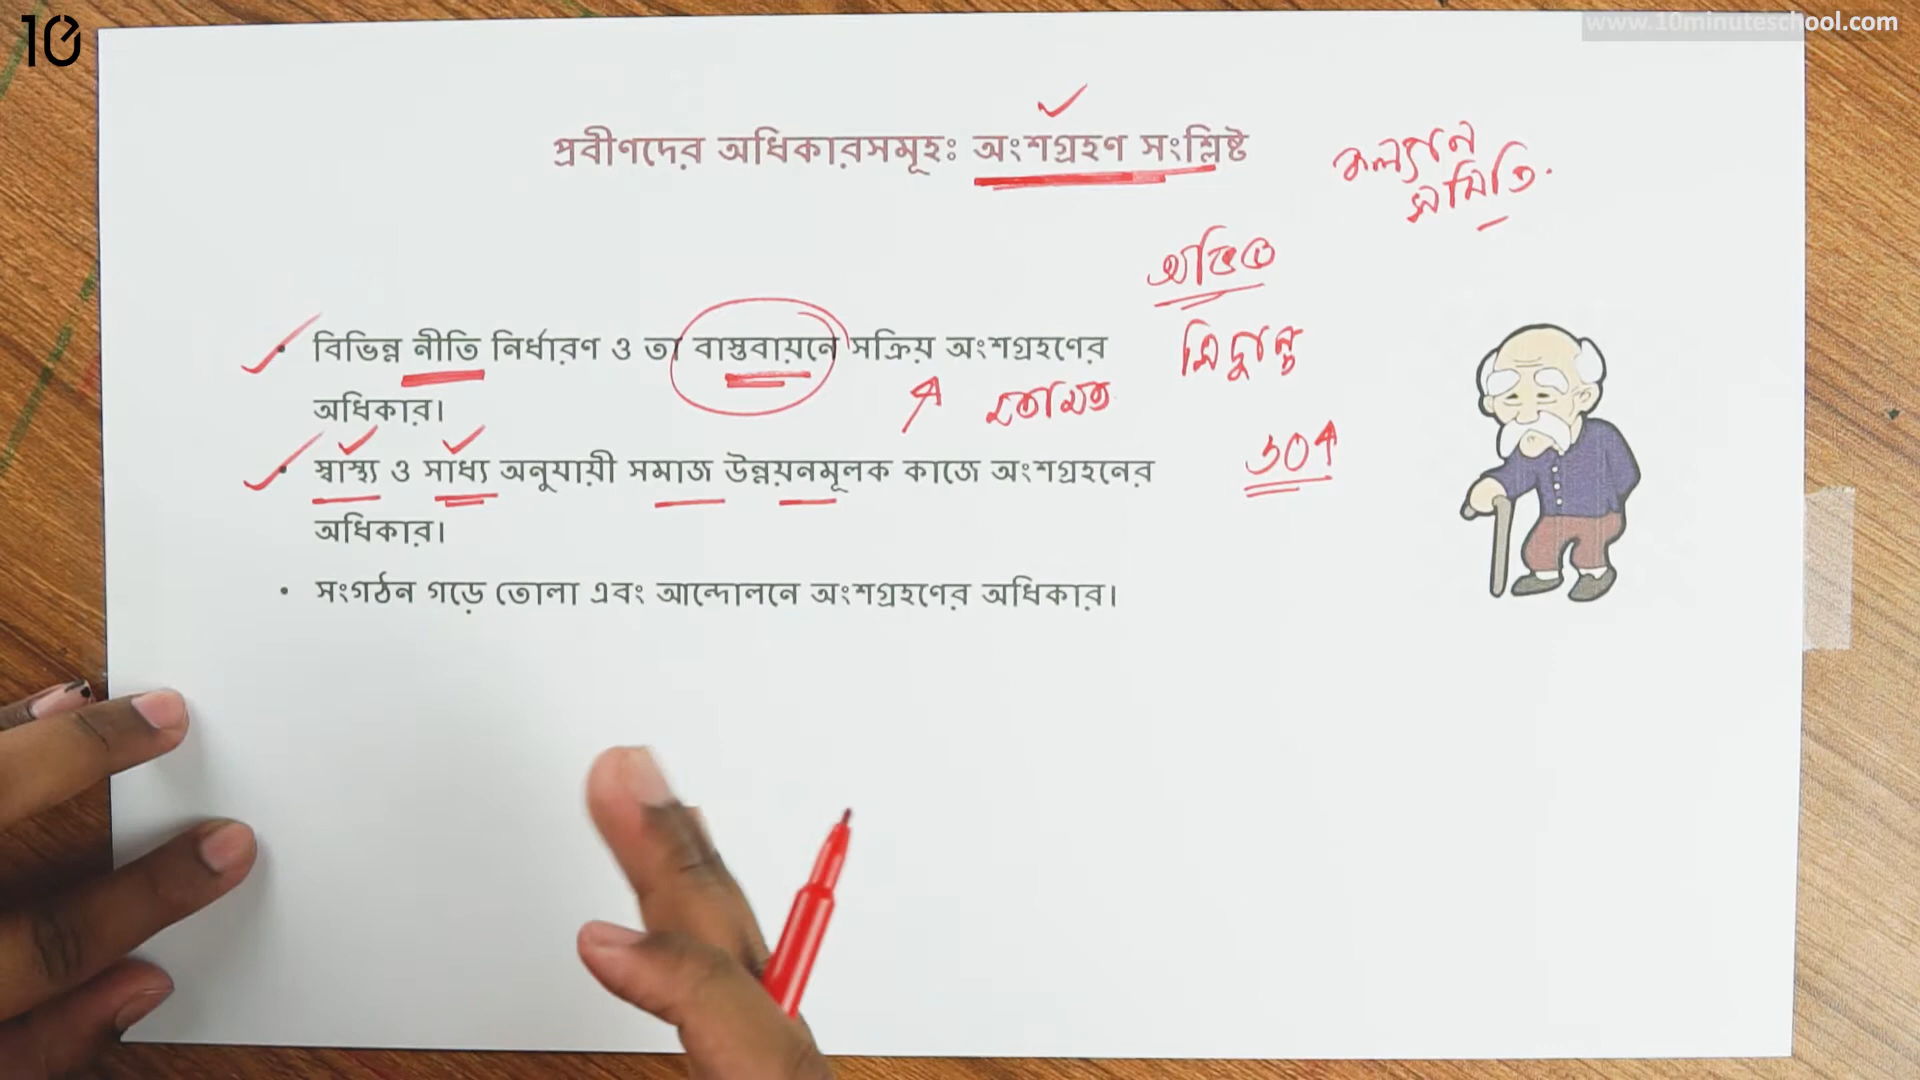 10
www.10minuteschool.com
প্রবীণদের অধিকারসমূহঃ অংশগ্রহণ সংশ্লিষ্ট
কল্যান
সমিতি
বিভিন্ন নীতি নির্ধারণ ও তা বাস্তবায়নে সক্রিয় অংশগ্রহণের
অধিকার।
সিদ্ধান্ত
মতামত
• স্বাস্থ্য ও সাধ্য অনুযায়ী সমাজ উন্নয়নমূলক কাজে অংশগ্রহনের
অধিকার।
৬০↑
• সংগঠন গড়ে তোলা এবং আন্দোলনে অংশগ্রহণের অধিকার।